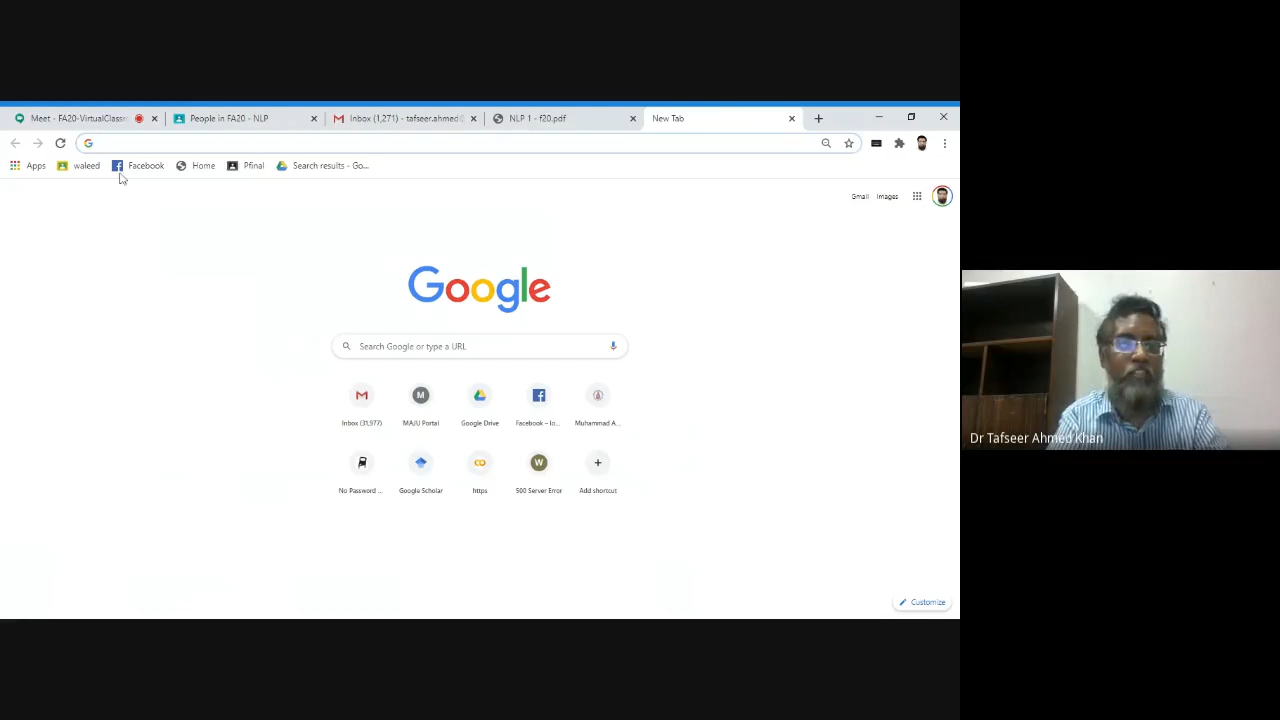 Meet - FA20-VirtualClassr
People in FA20 - NLP
Inbox (1,271) - tafseer.ahmed@
NLP 1 - f20.pdf
New Tab
Apps
waleed
Facebook
Home
Pfinal
Search results - Go...
Gmail
Images
Google
Search Google or type a URL
Inbox (31,977)
MAJU Portal
Google Drive
Facebook – lo...
Muhammad A...
No Password ...
Google Scholar
https
500 Server Error
Add shortcut
Customize
Dr Tafseer Ahmed Khan